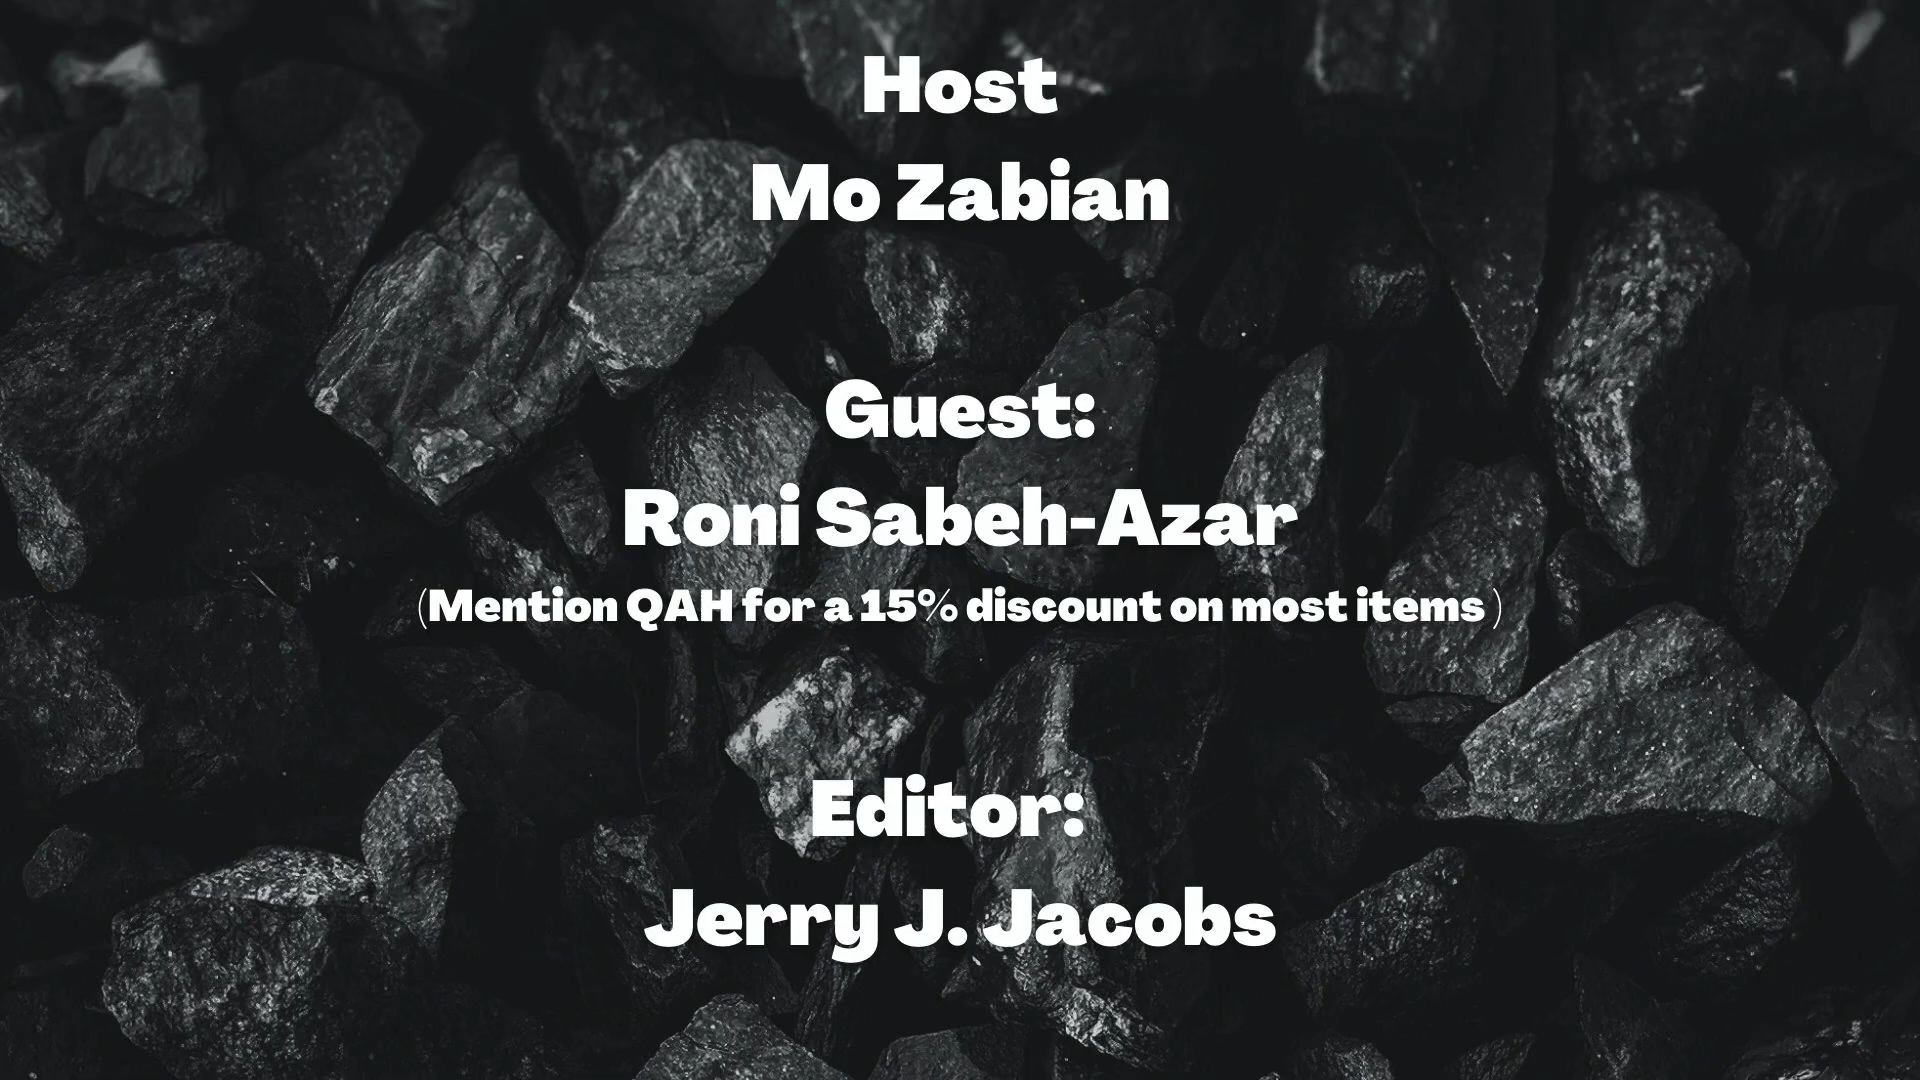 Host
Mo Zabian
Guest:
Roni Sabeh-Azar
(Mention QAH for a 15% discount on most items )
Editor:
Jerry J. Jacobs